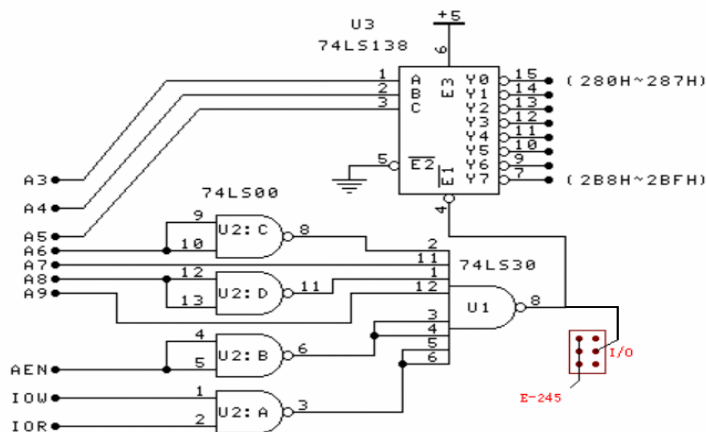 +5
U3
74LS138
6
1 A E3 Y0 15 (280H~287H)
2 B Y1 14
3 C Y2 13
Y3 12
Y4 11
Y5 10
5 E2 E1 Y6 9
Y7 7 (2B8H~2BFH)
4
A3
A4
A5
A6
A7
A8
A9
74LS00
9
10 U2:C 8
2
11
1
12
74LS30
12
13 U2:D 11
U1 8
3
4
5
6
4
5 U2:B 6
AEN
IOW 1
IOR 2 U2:A 3
I/O
E-245